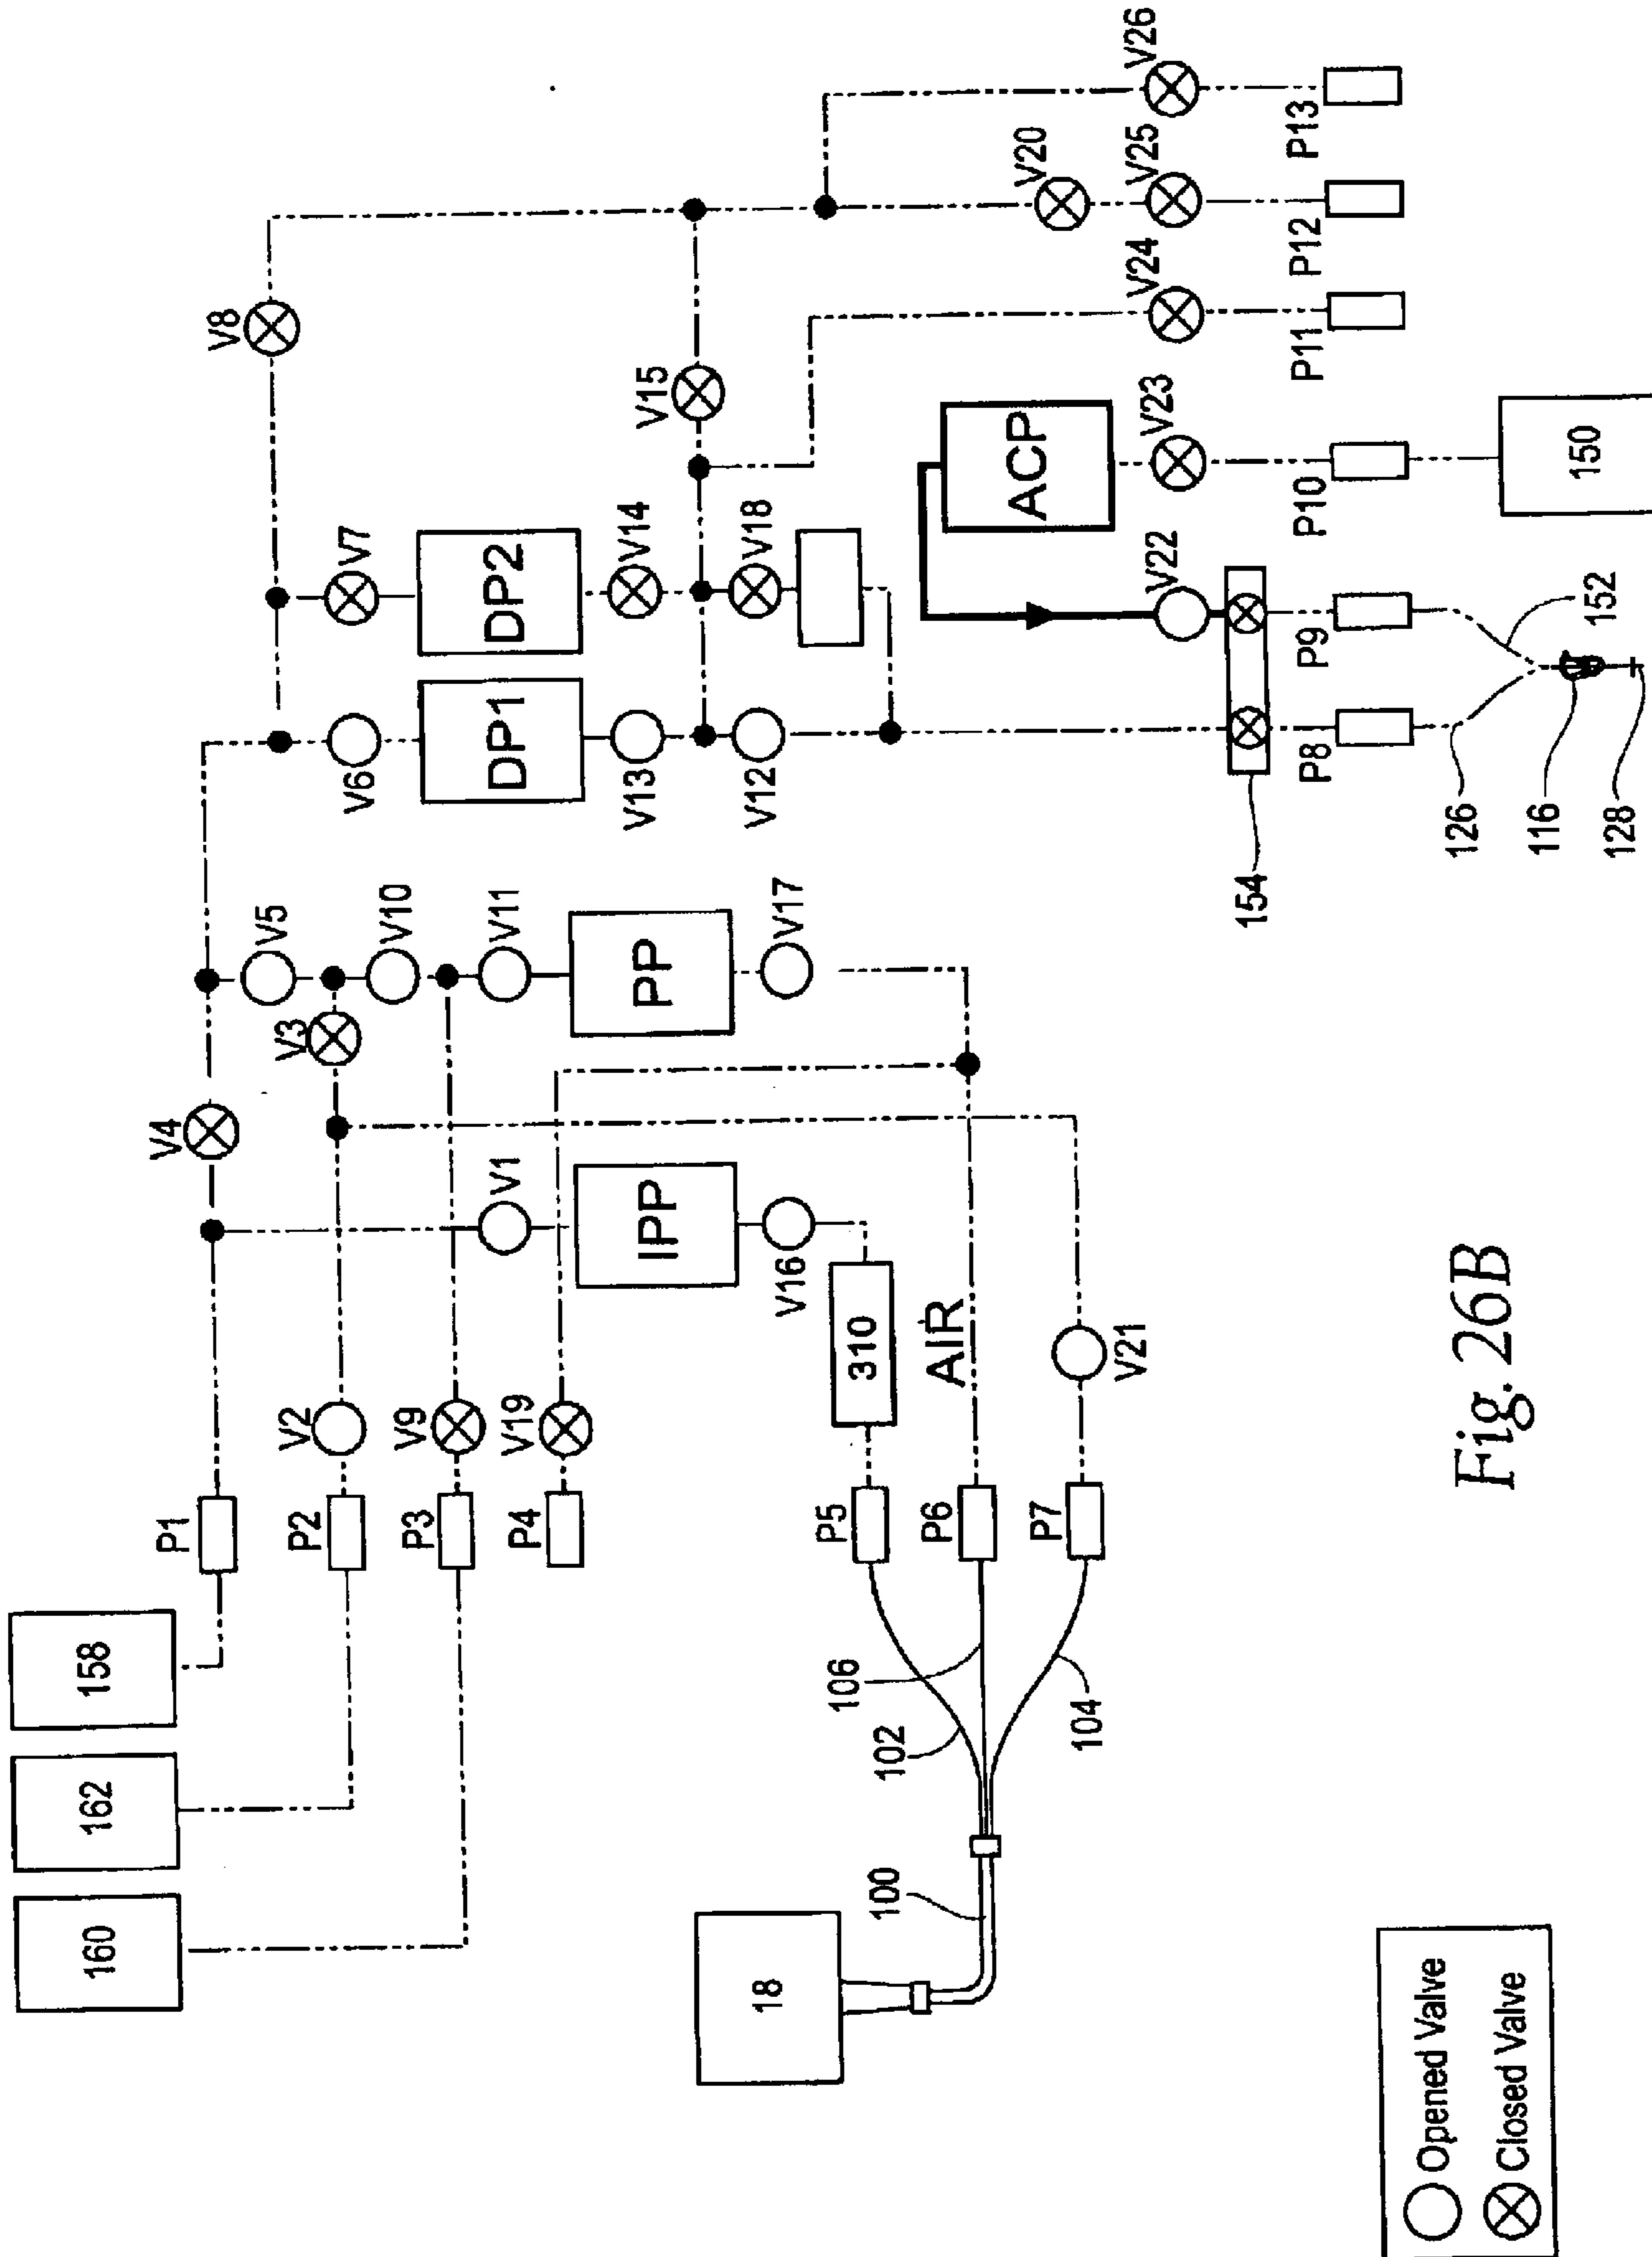 160
162
158
P1
P2
P3
P4
V2
V9
V19
V4
V3
V5
V10
V11
PP
V17
V1
IPP
V16
310
AIR
V21
P5
P6
P7
102
106
104
100
18
V6
DP1
V13
V12
V7
DP2
V14
V18
V8
V15
V20
V26
V24
V25
ACP
V23
V22
154
P8
P9
P10
P11
P12
P13
126
152
116
128
150
Opened Valve
Closed Valve
Fig. 26B